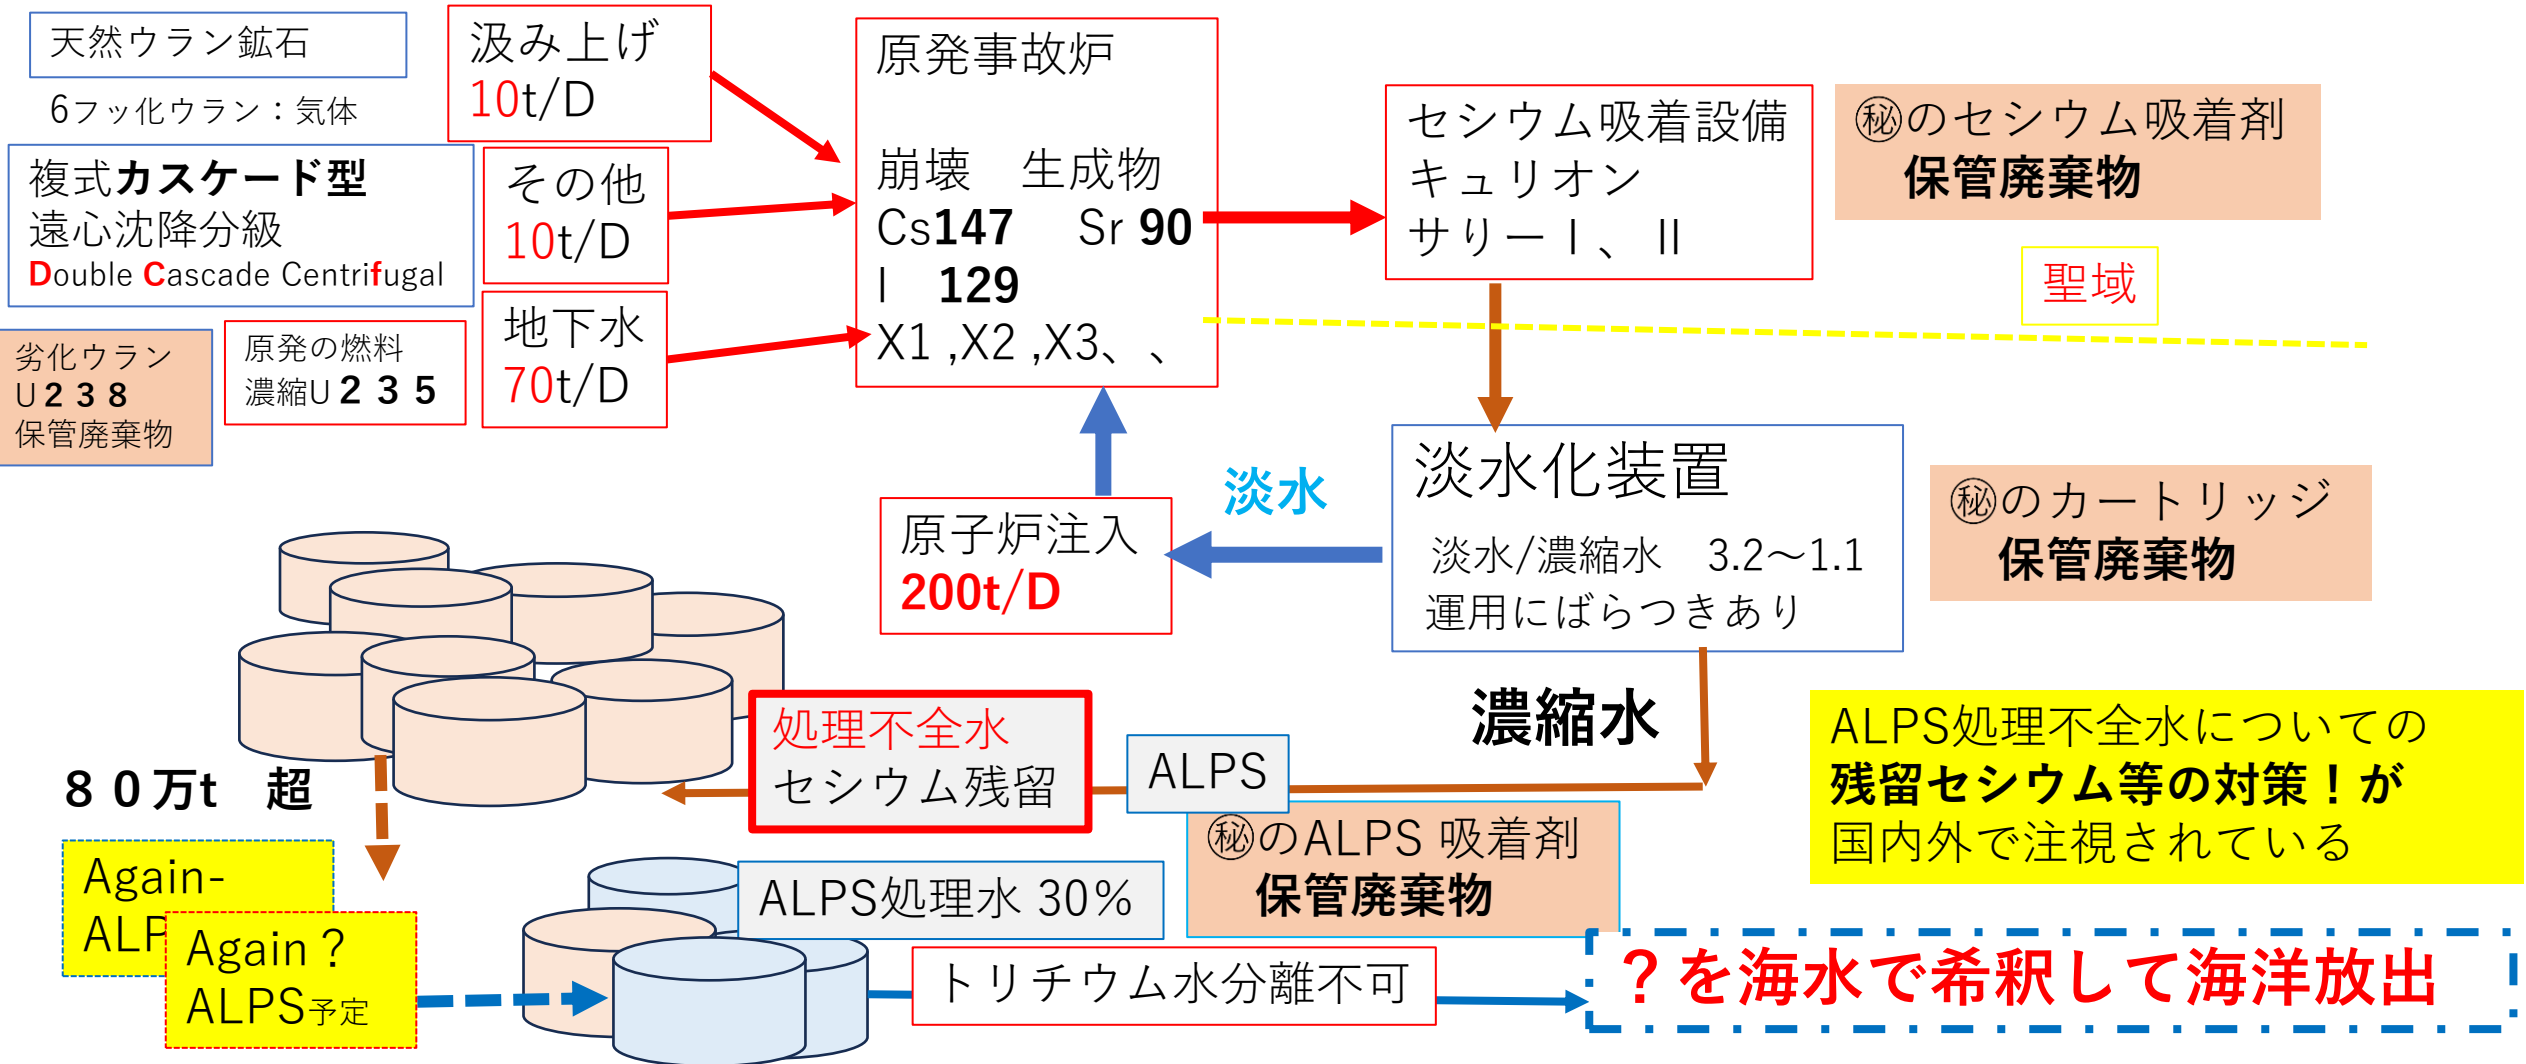 天然ウラン鉱石
6フッ化ウラン：気体
複式カスケード型
遠心沈降分級
Double Cascade Centrifugal
劣化ウラン
U２３８
保管廃棄物
原発の燃料
濃縮U２３５
汲み上げ
10t/D
その他
10t/D
地下水
70t/D
原発事故炉
崩壊　生成物
Cs147　Sr 90
I　129
X1 ,X2 ,X3、、
セシウム吸着設備
キュリオン
サリーⅠ、Ⅱ
㊙のセシウム吸着剤
保管廃棄物
聖域
淡水化装置
淡水/濃縮水　3.2～1.1
運用にばらつきあり
㊙のカートリッジ
保管廃棄物
淡水
原子炉注入
200t/D
濃縮水
ALPS
処理不全水
セシウム残留
８０万t　超
㊙のALPS 吸着剤
保管廃棄物
ALPS処理不全水についての
残留セシウム等の対策！が
国内外で注視されている
Again-
ALP
Again？
ALPS予定
ALPS処理水 30%
トリチウム水分離不可
？を海水で希釈して海洋放出